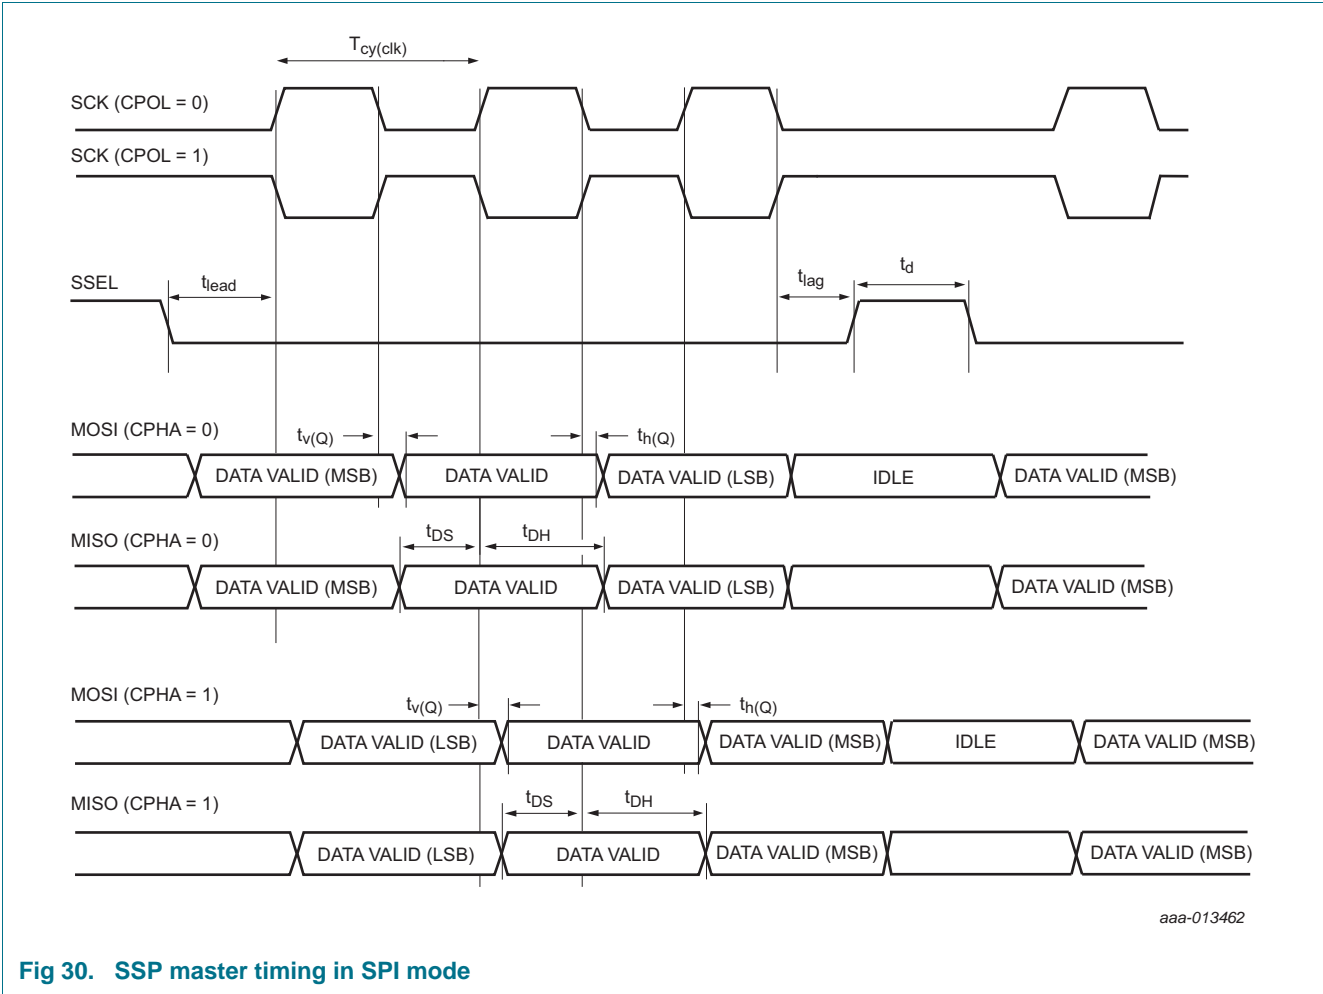 Tcy(clk)
SCK (CPOL = 0)
SCK (CPOL = 1)
SSEL
tlead
tlag
td
MOSI (CPHA = 0)
tv(Q)
th(Q)
DATA VALID (MSB)
DATA VALID
DATA VALID (LSB)
IDLE
DATA VALID (MSB)
MISO (CPHA = 0)
tDS
tDH
DATA VALID (MSB)
DATA VALID
DATA VALID (LSB)
DATA VALID (MSB)
MOSI (CPHA = 1)
tv(Q)
th(Q)
DATA VALID (LSB)
DATA VALID
DATA VALID (MSB)
IDLE
DATA VALID (MSB)
MISO (CPHA = 1)
tDS
tDH
DATA VALID (LSB)
DATA VALID
DATA VALID (MSB)
DATA VALID (MSB)
aaa-013462
Fig 30. SSP master timing in SPI mode